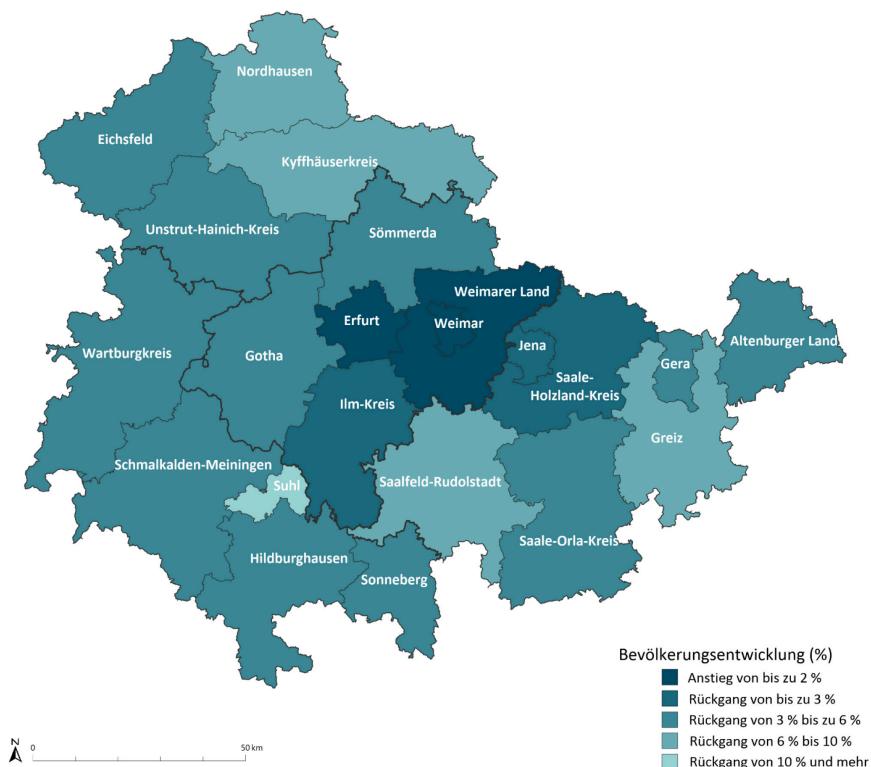 Nordhausen
Eichsfeld
Kyffhäuserkreis
Unstrut-Hainich-Kreis
Sömmerda
Weimarer Land
Erfurt
Weimar
Wartburgkreis
Gotha
Jena
Altenburger Land
Gera
Saale-
Holzland-Kreis
Ilm-Kreis
Greiz
Schmalkalden-Meiningen
Suhl
Saalfeld-Rudolstadt
Saale-Orla-Kreis
Hildburghausen
Sonneberg
Bevölkerungsentwicklung (%)
Anstieg von bis zu 2 %
Rückgang von bis zu 3 %
Rückgang von 3 % bis zu 6 %
Rückgang von 6 % bis 10 %
Rückgang von 10 % und mehr
N
0 50 km